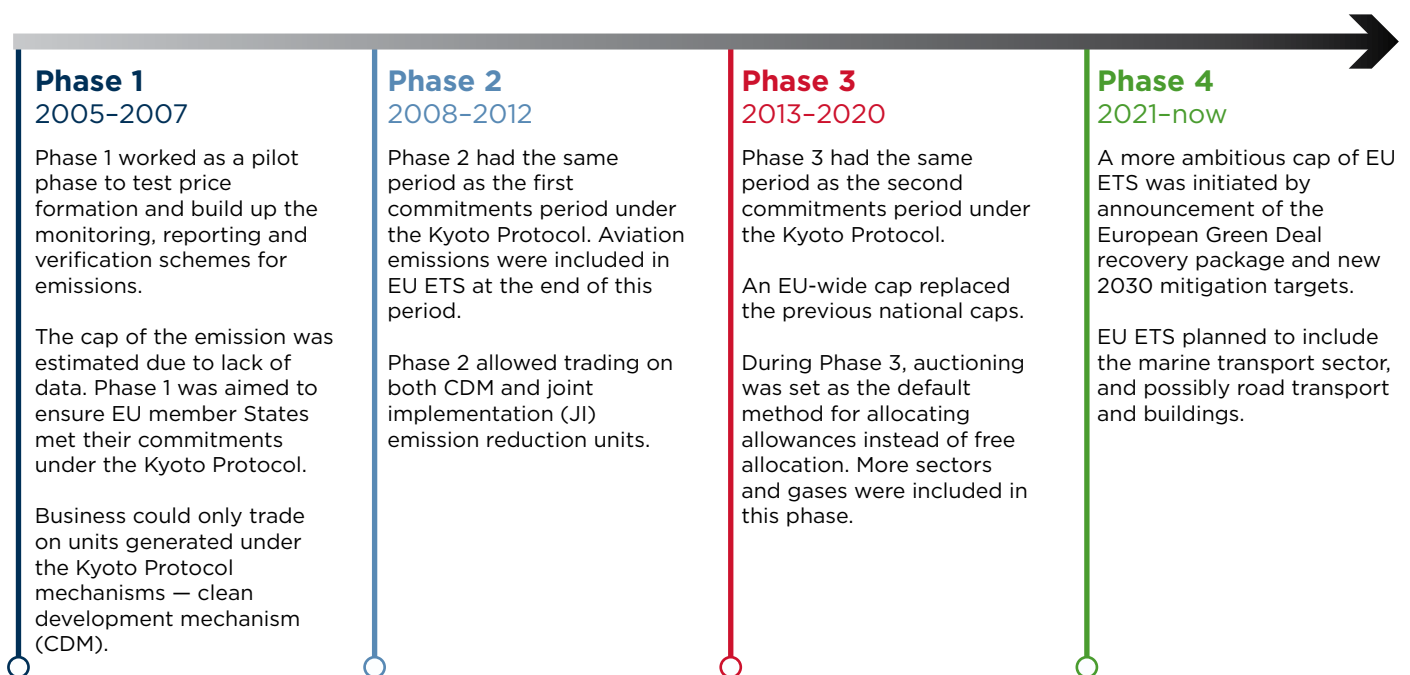 Phase 1
2005–2007
Phase 1 worked as a pilot
phase to test price
formation and build up the
monitoring, reporting and
verification schemes for
emissions.
The cap of the emission was
estimated due to lack of
data. Phase 1 was aimed to
ensure EU member States
met their commitments
under the Kyoto Protocol.
Business could only trade
on units generated under
the Kyoto Protocol
mechanisms — clean
development mechanism
(CDM).
Phase 2
2008–2012
Phase 2 had the same
period as the first
commitments period under
the Kyoto Protocol. Aviation
emissions were included in
EU ETS at the end of this
period.
Phase 2 allowed trading on
both CDM and joint
implementation (JI)
emission reduction units.
Phase 3
2013–2020
Phase 3 had the same
period as the second
commitments period under
the Kyoto Protocol.
An EU-wide cap replaced
the previous national caps.
During Phase 3, auctioning
was set as the default
method for allocating
allowances instead of free
allocation. More sectors
and gases were included in
this phase.
Phase 4
2021–now
A more ambitious cap of EU
ETS was initiated by
announcement of the
European Green Deal
recovery package and new
2030 mitigation targets.
EU ETS planned to include
the marine transport sector,
and possibly road transport
and buildings.